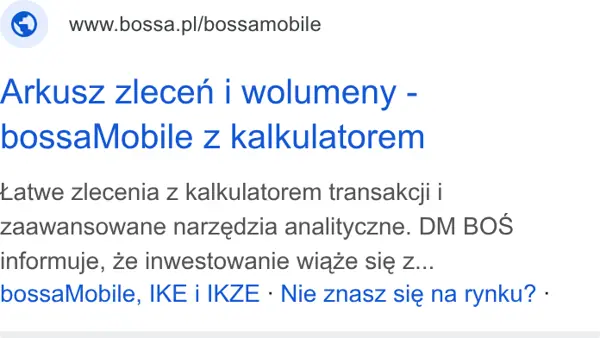 www.bossa.pl/bossamobile
Arkusz zleceń i wolumeny -
bossaMobile z kalkulatorem
Łatwe zlecenia z kalkulatorem transakcji i
zaawansowane narzędzia analityczne. DM BOŚ
informuje, że inwestowanie wiąże się z...
bossaMobile, IKE i IKZE · Nie znasz się na rynku? ·